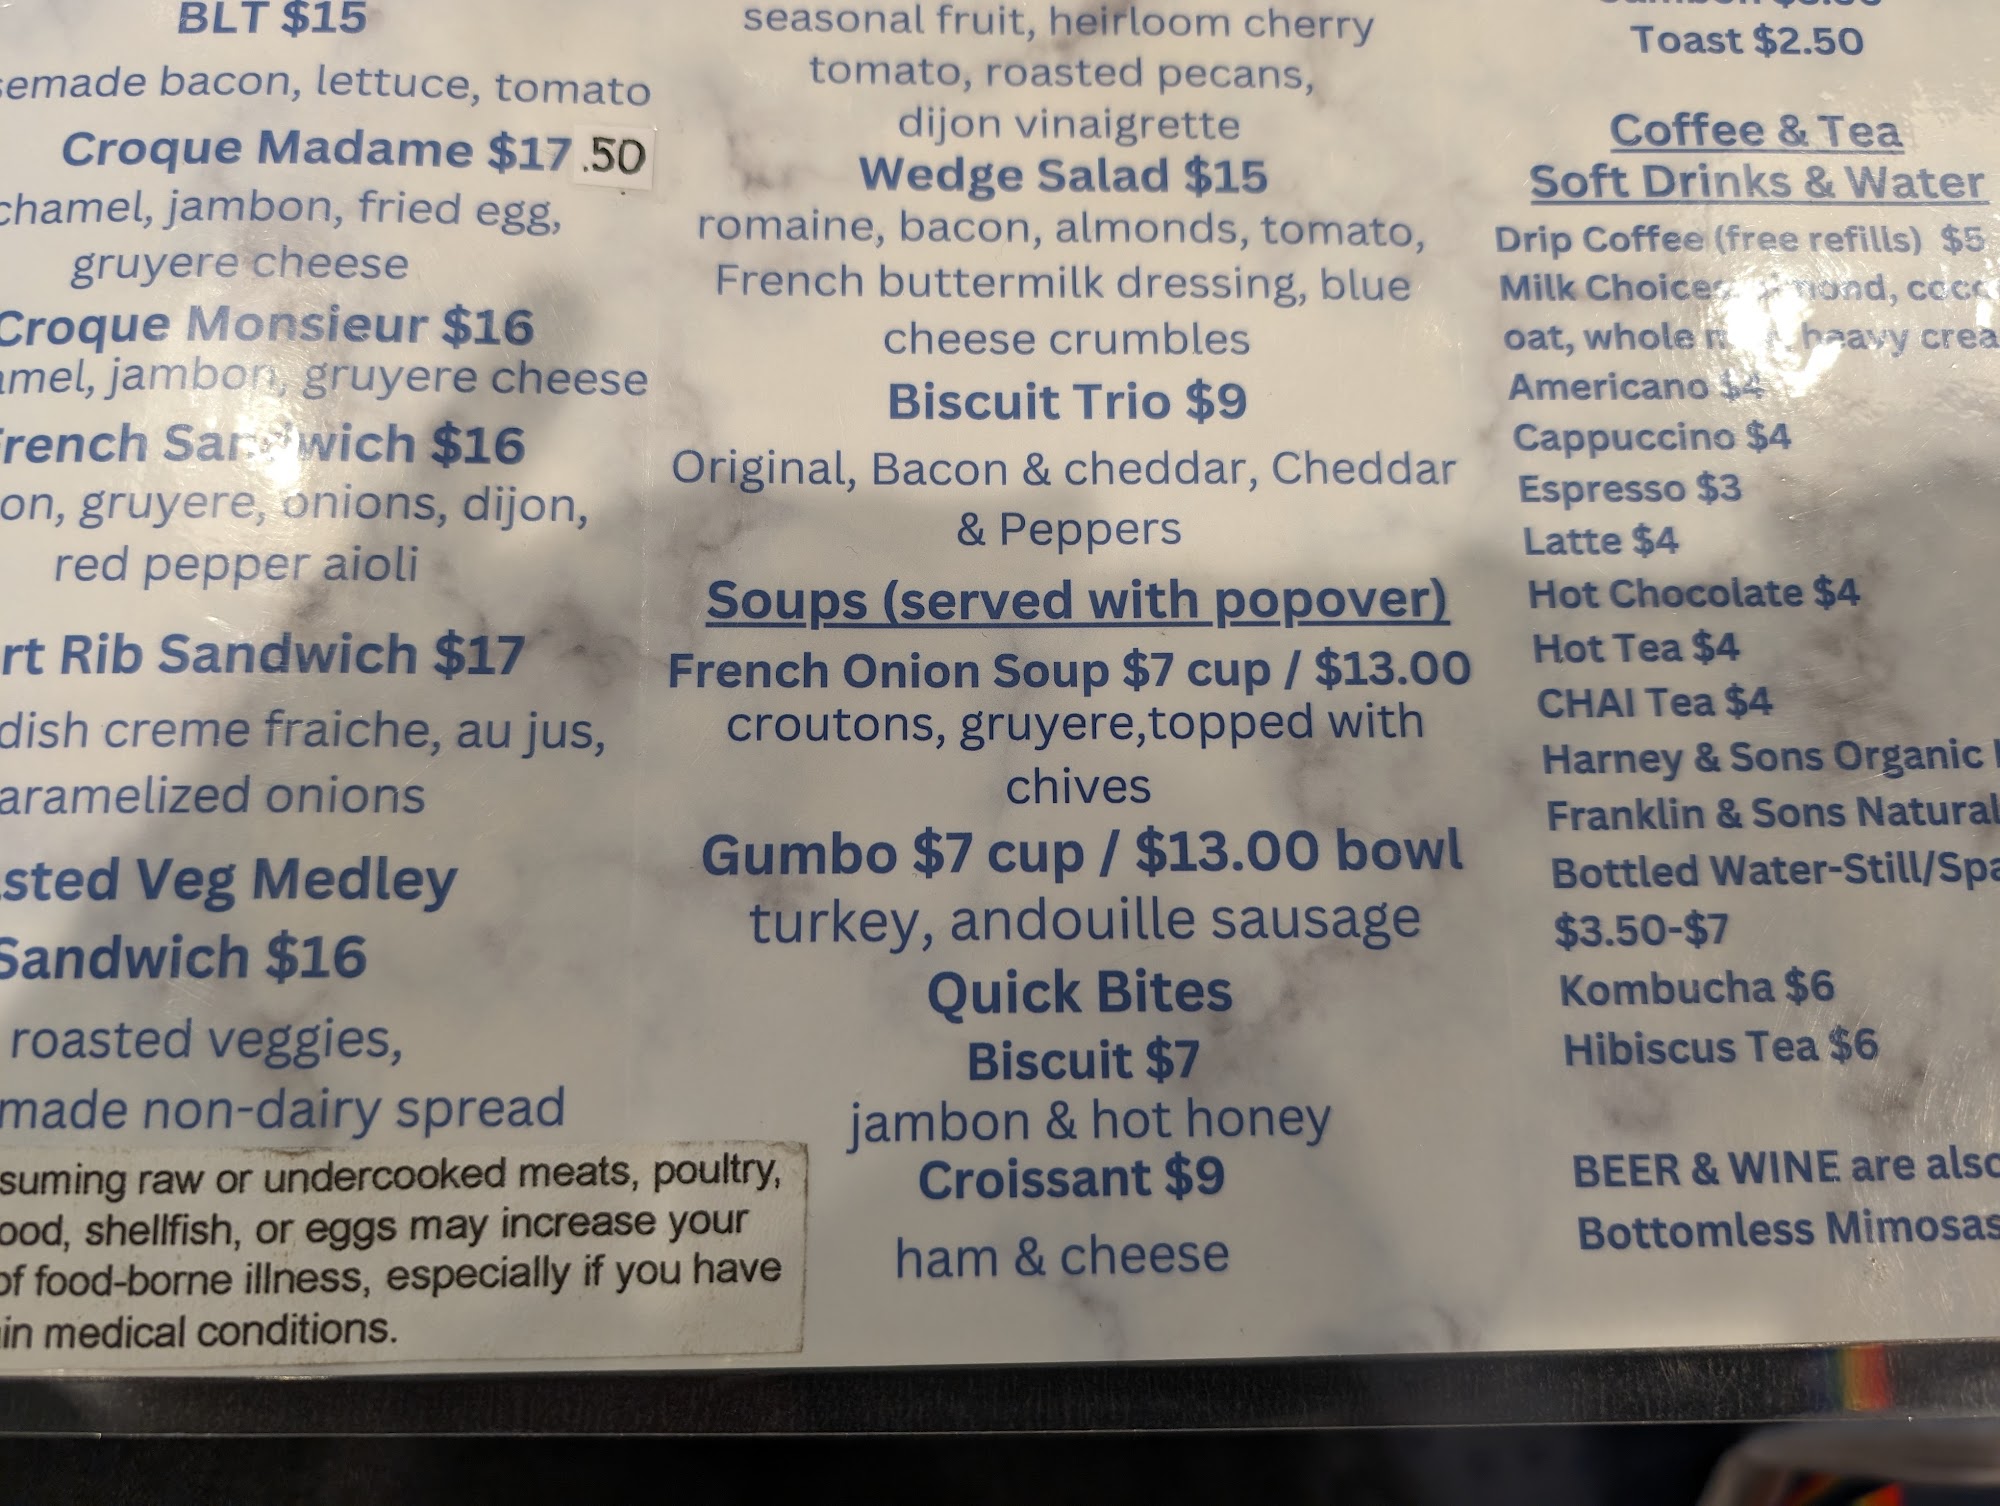 BLT $15
semade bacon, lettuce, tomato
Croque Madame $17.50
chamel, jambon, fried egg,
gruyere cheese
Croque Monsieur $16
amel, jambon, gruyere cheese
French Sandwich $16
on, gruyere, onions, dijon,
red pepper aioli
rt Rib Sandwich $17
dish creme fraiche, au jus,
aramelized onions
sted Veg Medley
Sandwich $16
roasted veggies,
made non-dairy spread
suming raw or undercooked meats, poultry,
ood, shellfish, or eggs may increase your
of food-borne illness, especially if you have
in medical conditions.
seasonal fruit, heirloom cherry
tomato, roasted pecans,
dijon vinaigrette
Wedge Salad $15
romaine, bacon, almonds, tomato,
French buttermilk dressing, blue
cheese crumbles
Biscuit Trio $9
Original, Bacon & cheddar, Cheddar
& Peppers
Soups (served with popover)
French Onion Soup $7 cup / $13.00
croutons, gruyere,topped with
chives
Gumbo $7 cup / $13.00 bowl
turkey, andouille sausage
Quick Bites
Biscuit $7
jambon & hot honey
Croissant $9
ham & cheese
Toast $2.50
Coffee & Tea
Soft Drinks & Water
Drip Coffee (free refills) $5
Milk Choices
oat, whole heavy crea
Americano $4
Cappuccino $4
Espresso $3
Latte $4
Hot Chocolate $4
Hot Tea $4
CHAI Tea $4
Harney & Sons Organic
Franklin & Sons Natural
Bottled Water-Still/Spa
$3.50-$7
Kombucha $6
Hibiscus Tea $6
BEER & WINE are also
Bottomless Mimosas